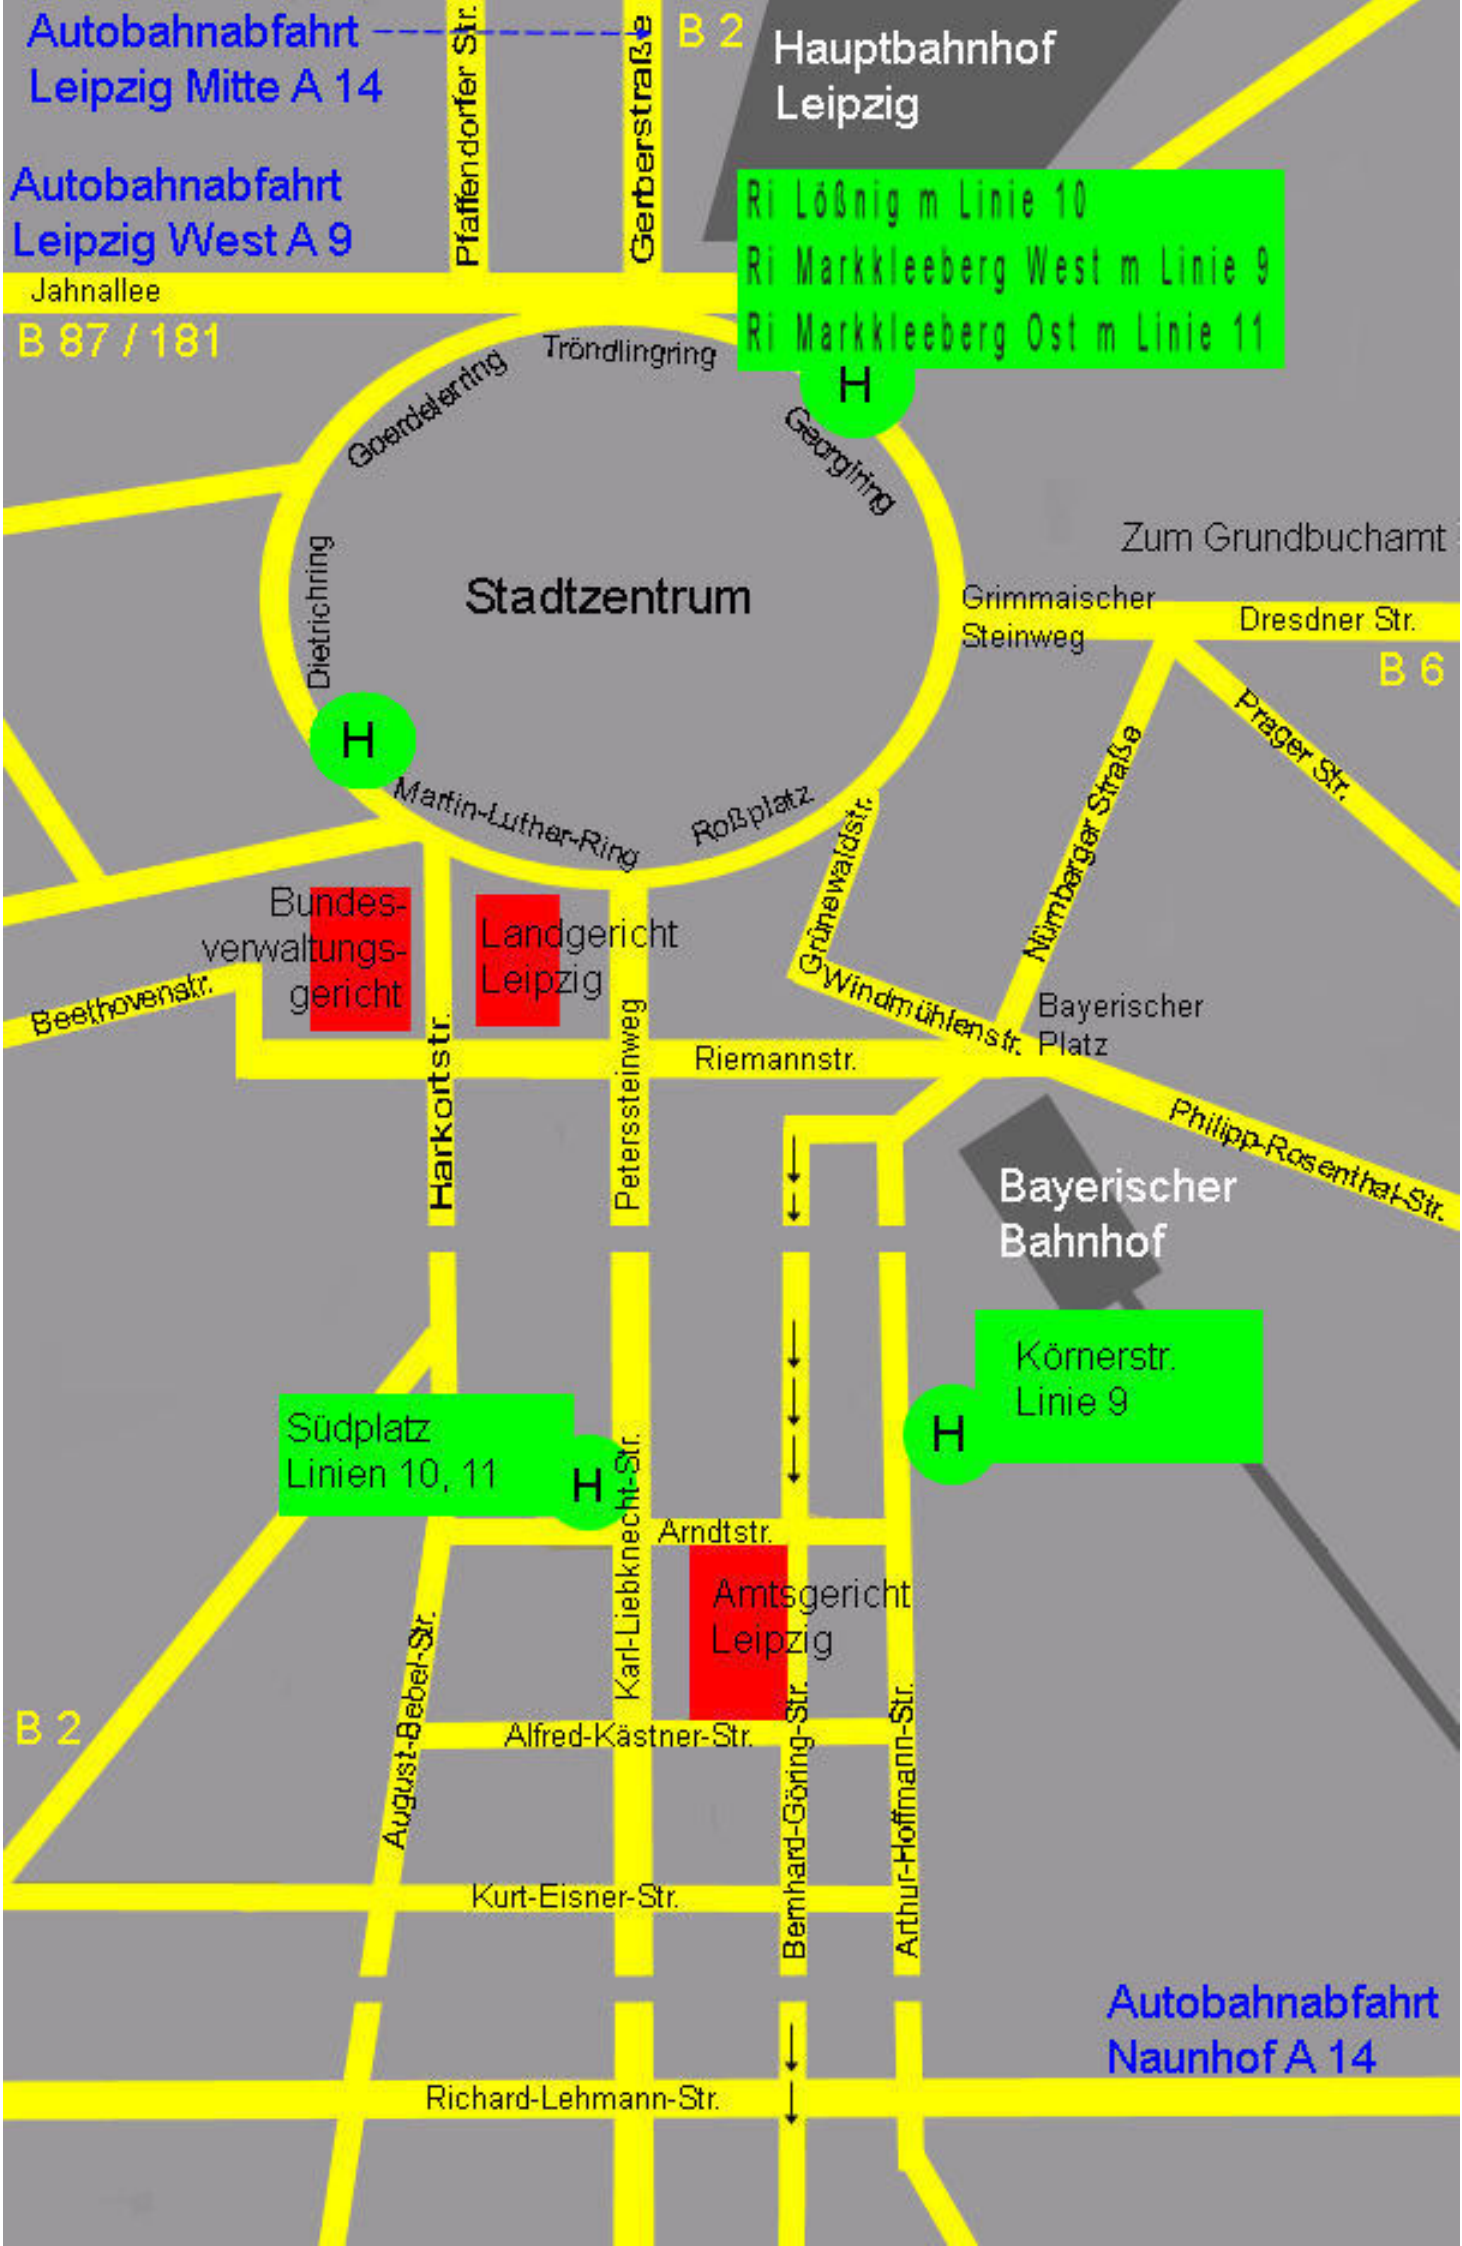 Autobahnabfahrt
Leipzig Mitte A 14
Pfaffendorfer Str.
Gerberstraße
B 2
Hauptbahnhof
Leipzig
Autobahnabfahrt
Leipzig West A 9
Ri Lößnig m Linie 10
Ri Markkleeberg West m Linie 9
Ri Markkleeberg Ost m Linie 11
H
Jahnallee
B 87 / 181
Tröndlingring
Goerdelerring
Georgiring
Dietrichring
Stadtzentrum
Zum Grundbuchamt
Grimmaischer
Steinweg
Dresdner Str.
B 6
Prager Str.
Nürnberger Straße
H
Martin-Luther-Ring
Roßplatz
Grünewaldstr.
Bundes-
verwaltungs-
gericht
Landgericht
Leipzig
Beethovenstr.
Windmühlenstr.
Bayerischer
Platz
Harkortstr.
Peterssteinweg
Riemannstr.
Philipp-Rosenthal-Str.
Bayerischer
Bahnhof
Körnerstr.
Linie 9
H
Südplatz
Linien 10, 11
H
Karl-Liebknecht-Str.
Arndtstr.
Amtsgericht
Leipzig
August-Bebel-Str.
B 2
Alfred-Kästner-Str.
Bernhard-Göring-Str.
Arthur-Hoffmann-Str.
Kurt-Eisner-Str.
Autobahnabfahrt
Naunhof A 14
Richard-Lehmann-Str.